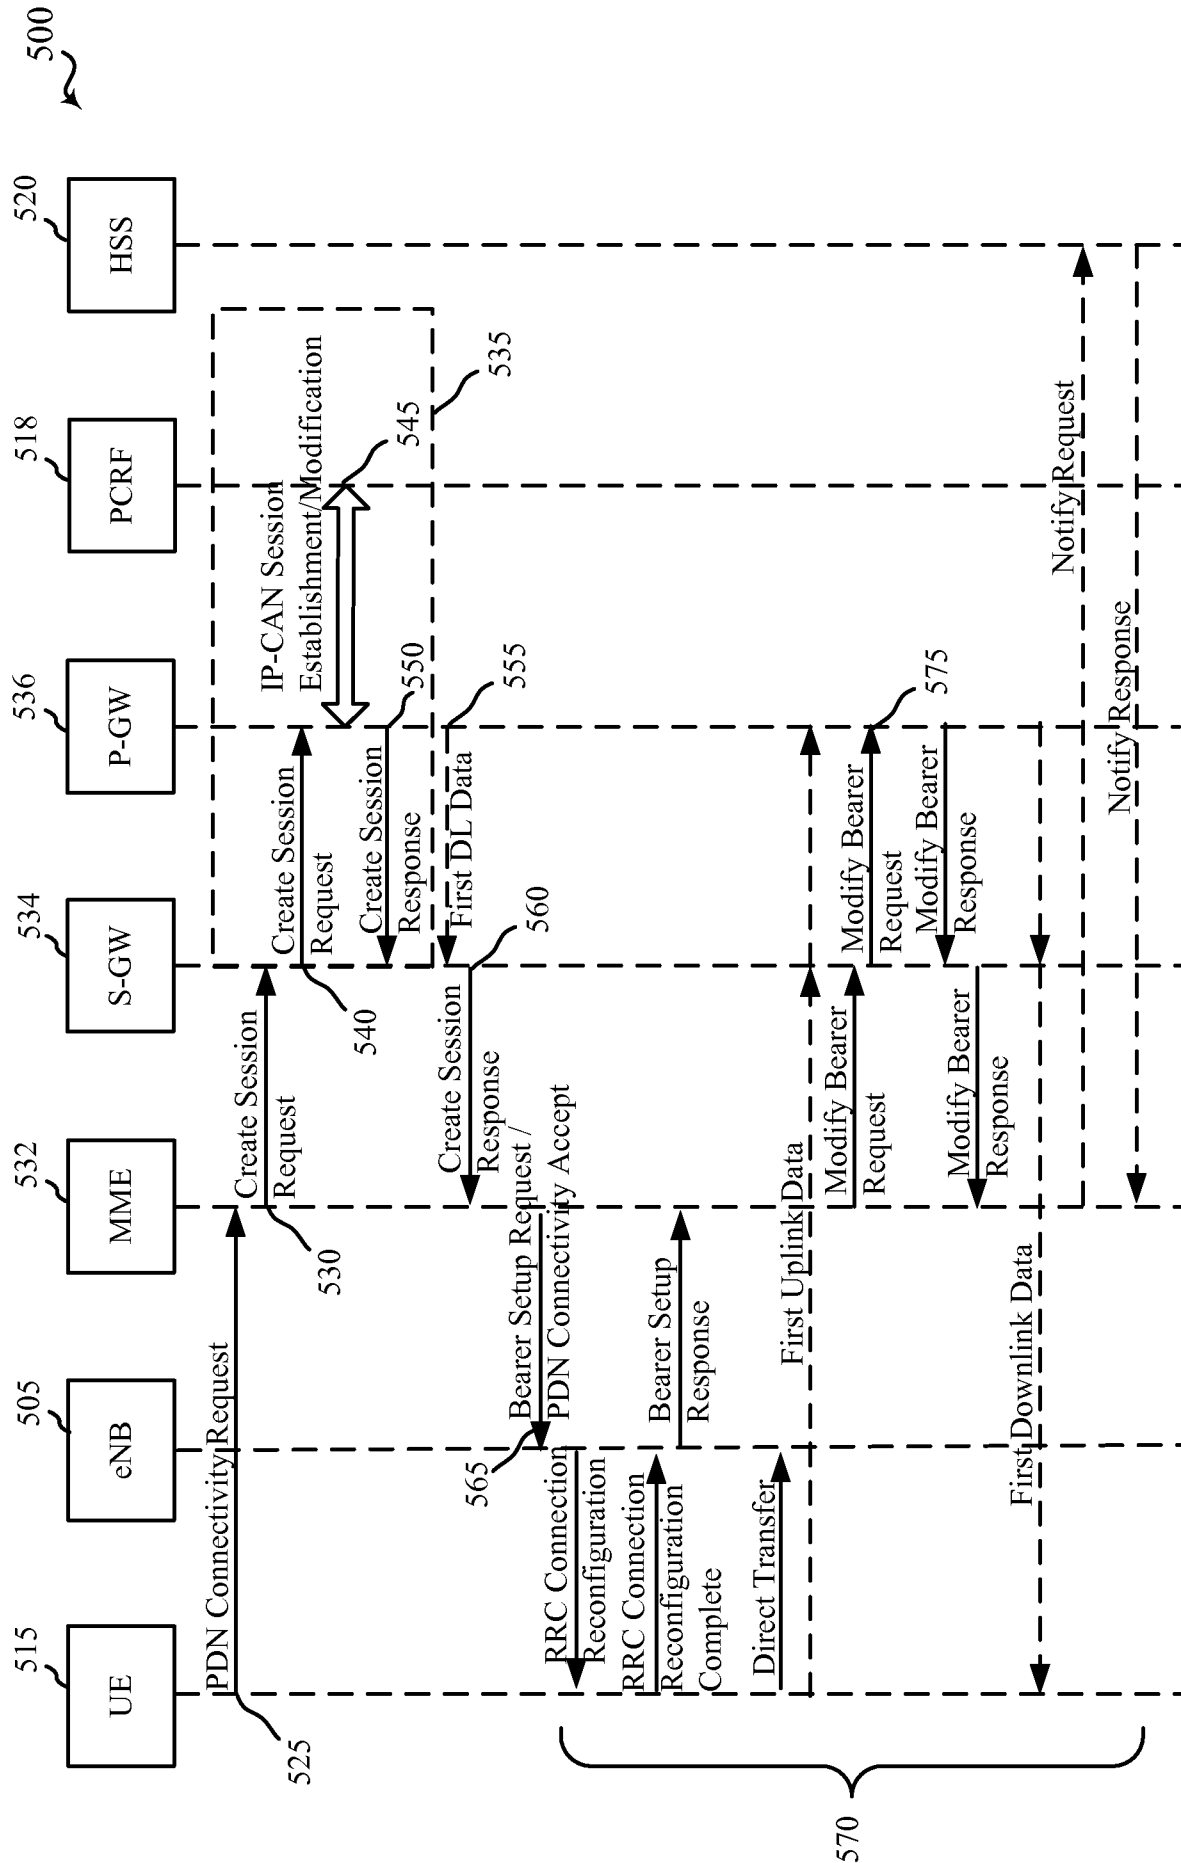 500
515
505
532
534
536
518
520
UE
eNB
MME
S-GW
P-GW
PCRF
HSS
PDN Connectivity Request
525
Create Session
Request
530
Create Session
Request
540
IP-CAN Session
Establishment/Modification
545
Create Session
Response
550
535
First DL Data
555
Create Session
Response
560
Bearer Setup Request /
PDN Connectivity Accept
565
RRC Connection
Reconfiguration
RRC Connection
Reconfiguration
Complete
Bearer Setup
Response
Direct Transfer
First Uplink Data
Modify Bearer
Request
Modify Bearer
Request
575
Modify Bearer
Response
Modify Bearer
Response
First Downlink Data
Notify Request
Notify Response
570